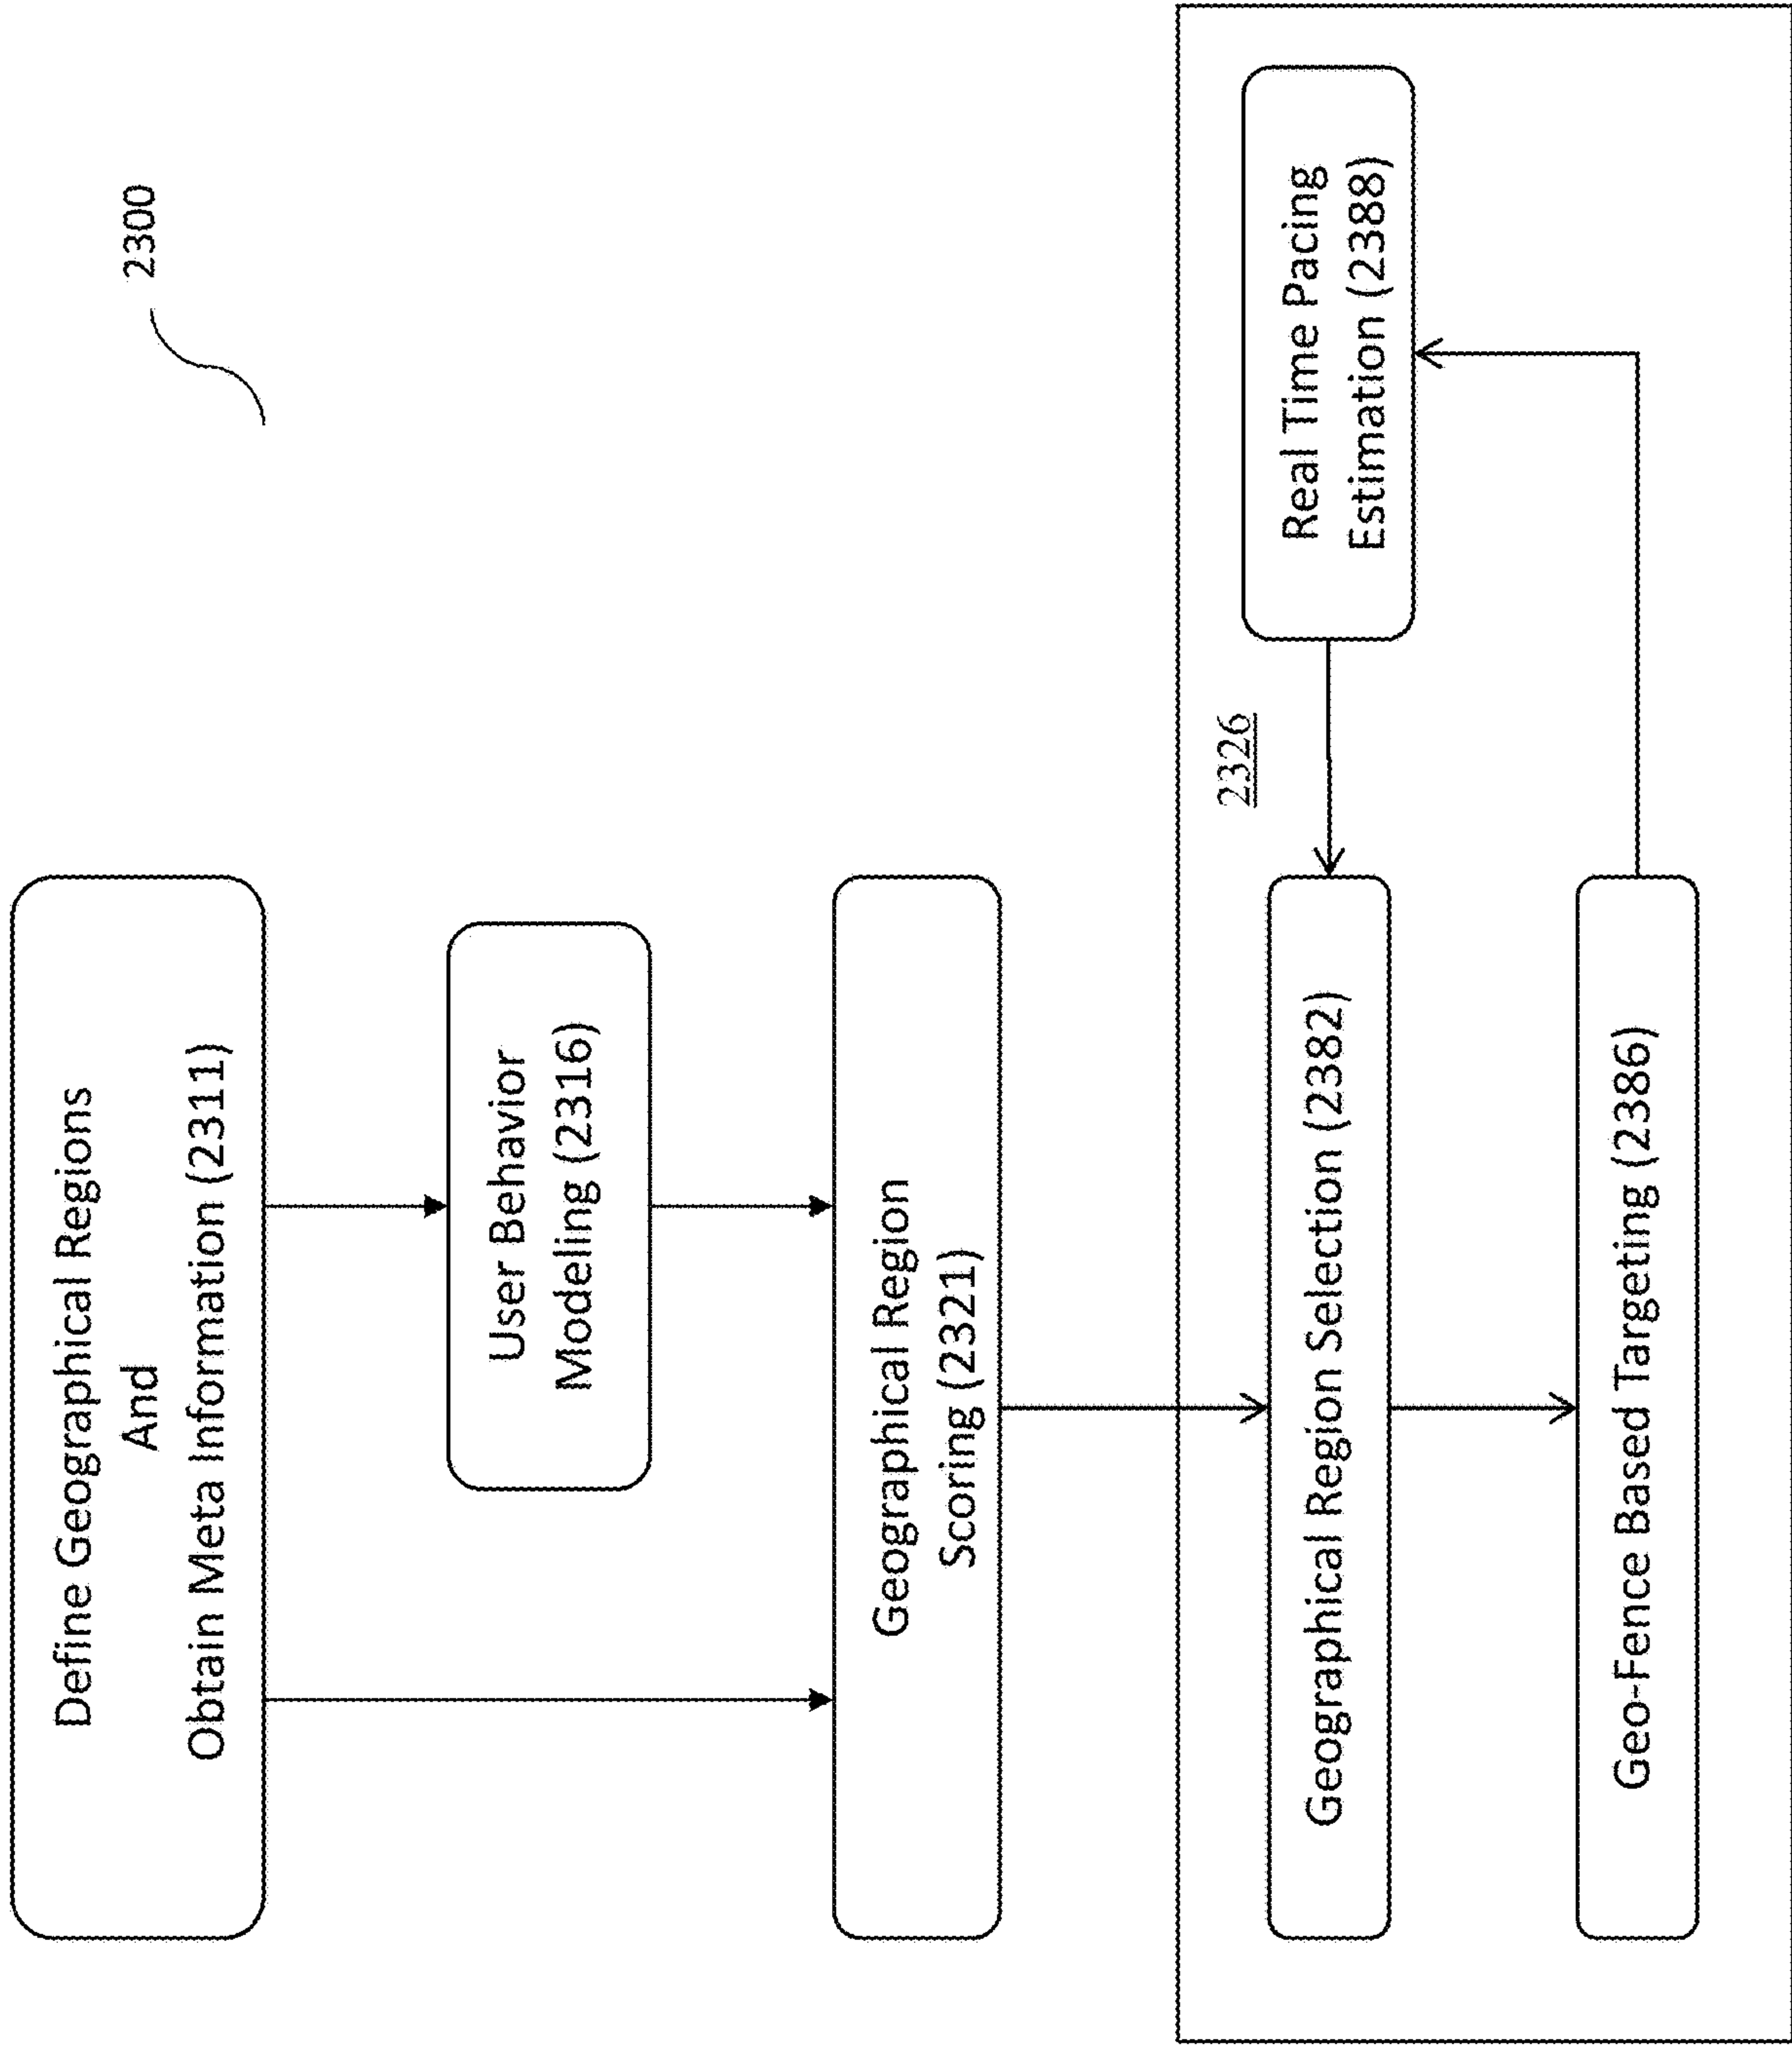 2300
Define Geographical Regions
And
Obtain Meta Information (2311)
User Behavior
Modeling (2316)
Geographical Region
Scoring (2321)
2326
Real Time Pacing
Estimation (2388)
Geographical Region Selection (2382)
Geo-Fence Based Targeting (2386)